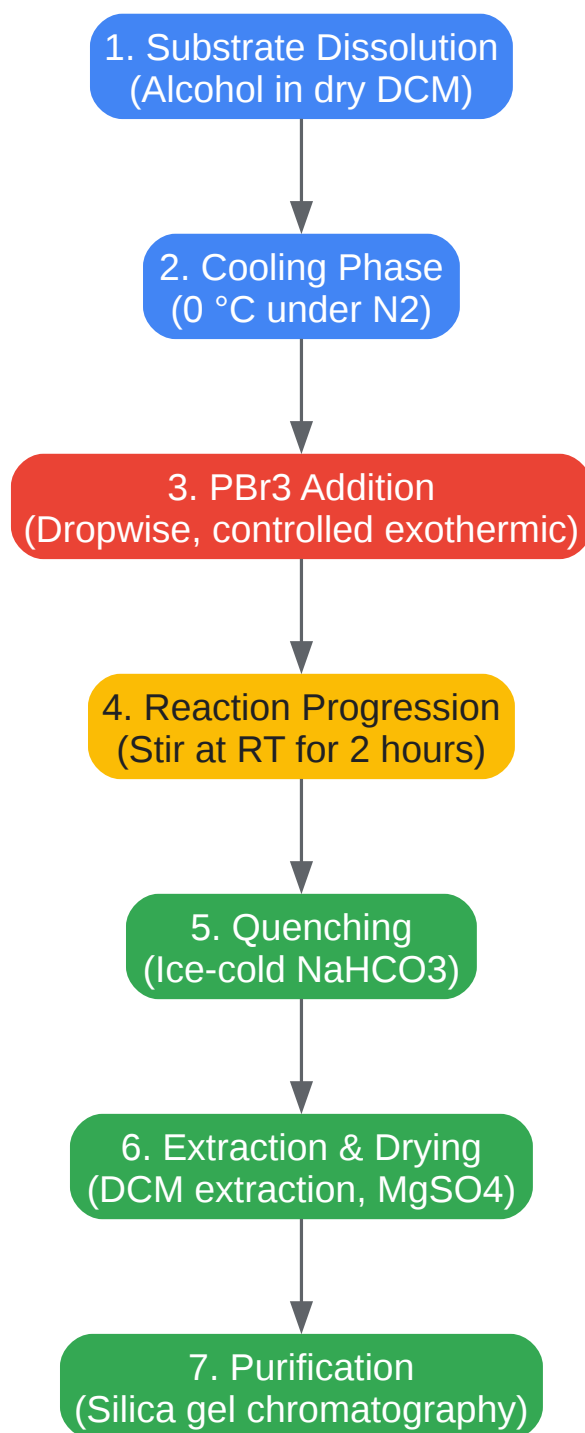 1. Substrate Dissolution
(Alcohol in dry DCM)
2. Cooling Phase
(0 °C under N2)
3. PBr3 Addition
(Dropwise, controlled exothermic)
4. Reaction Progression
(Stir at RT for 2 hours)
5. Quenching
(Ice-cold NaHCO3)
6. Extraction & Drying
(DCM extraction, MgSO4)
7. Purification
(Silica gel chromatography)